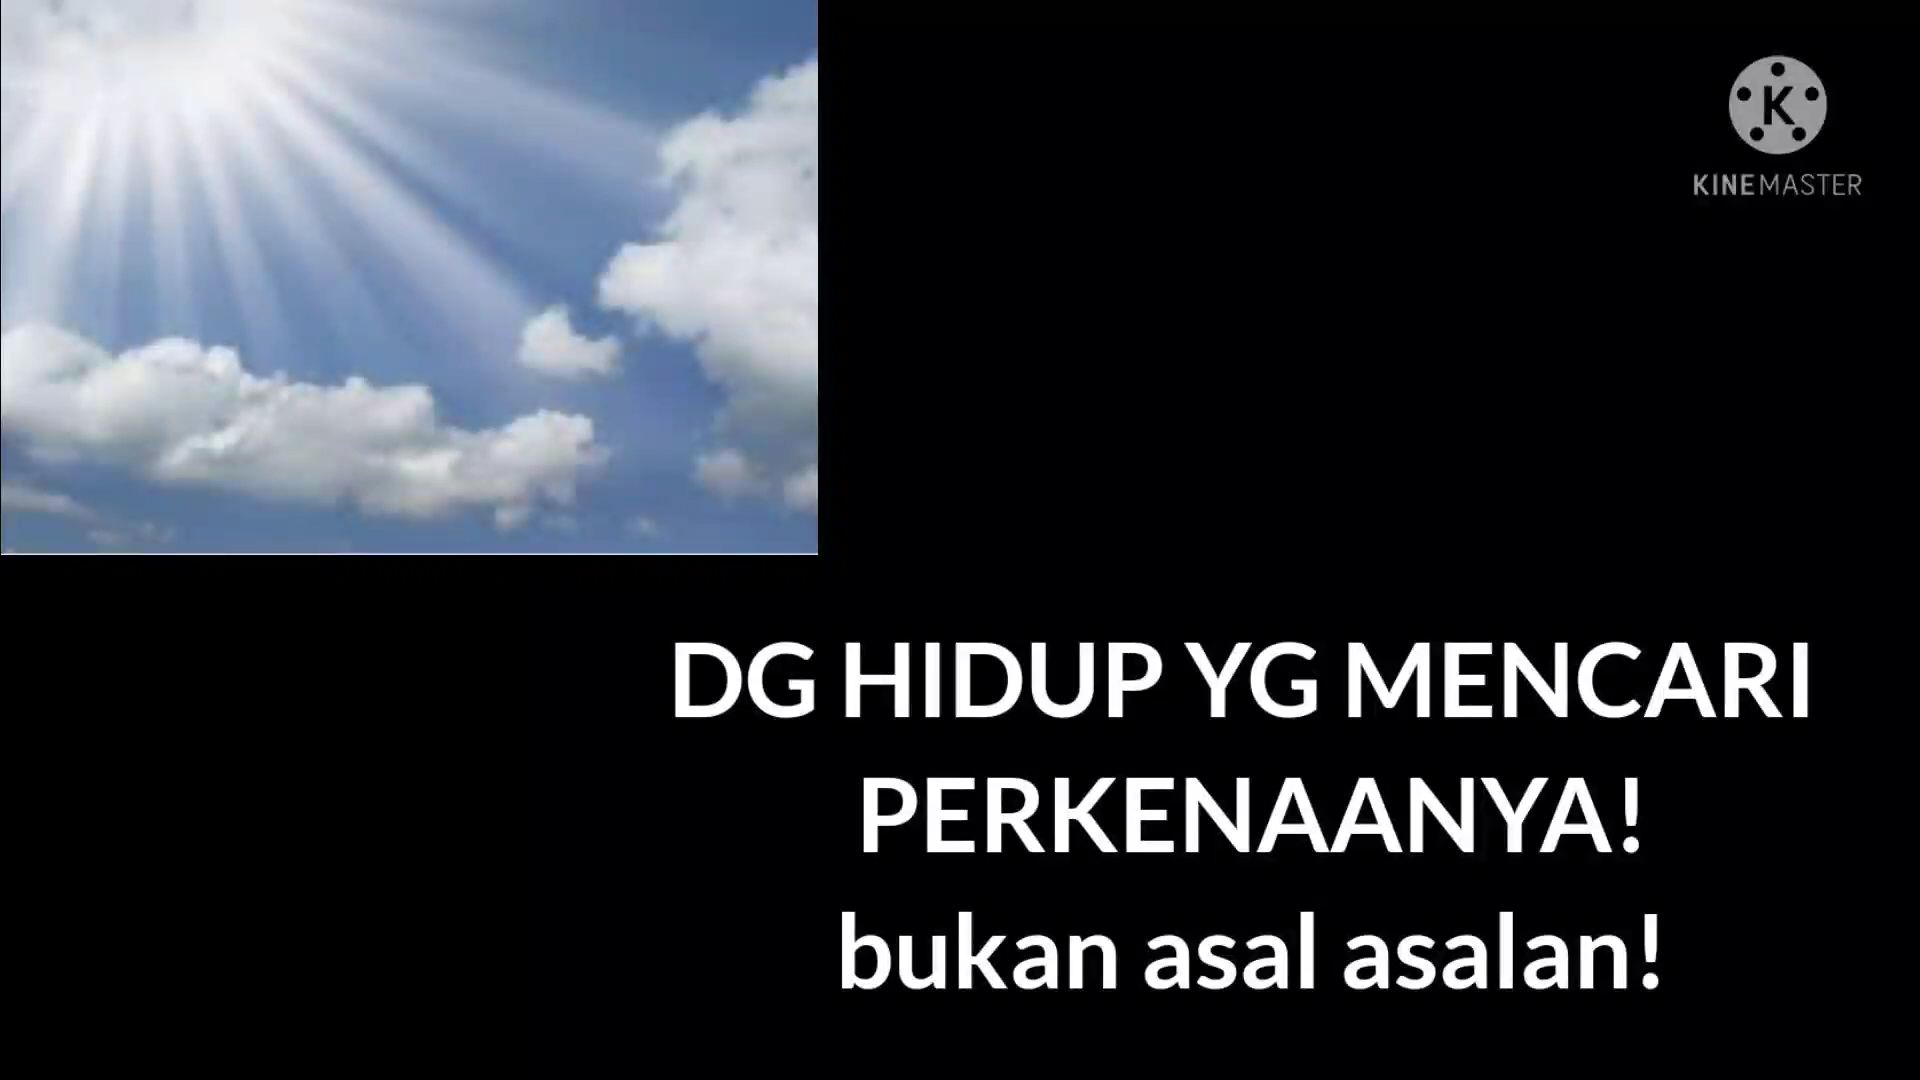 K
KINEMASTER
DG HIDUP YG MENCARI
PERKENAANYA!
bukan asal asalan!